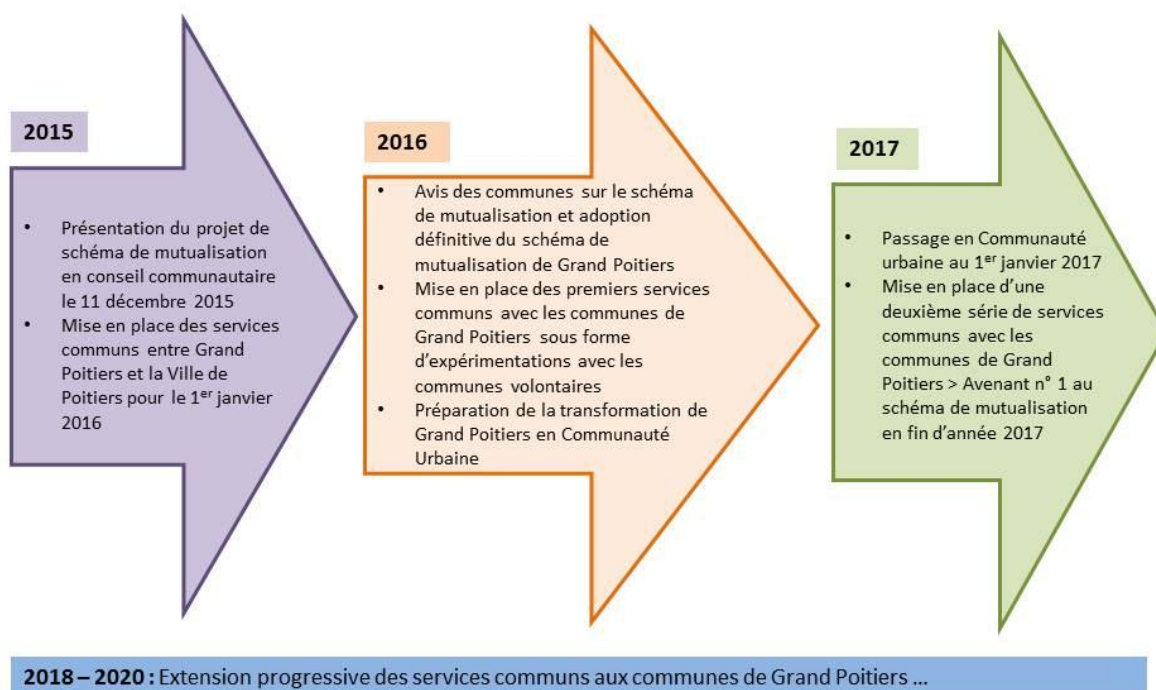 2015
• Présentation du projet de
schéma de mutualisation
en conseil communautaire
le 11 décembre 2015
• Mise en place des services
communs entre Grand
Poitiers et la Ville de
Poitiers pour le 1er janvier
2016
2016
• Avis des communes sur le schéma
de mutualisation et adoption
définitive du schéma de
mutualisation de Grand Poitiers
• Mise en place des premiers services
communs avec les communes de
Grand Poitiers sous forme
d'expérimentations avec les
communes volontaires
• Préparation de la transformation de
Grand Poitiers en Communauté
Urbaine
2017
• Passage en Communauté
urbaine au 1er janvier 2017
• Mise en place d'une
deuxième série de services
communs avec les
communes de Grand
Poitiers > Avenant n° 1 au
schéma de mutualisation
en fin d'année 2017
2018 – 2020 : Extension progressive des services communs aux communes de Grand Poitiers ...